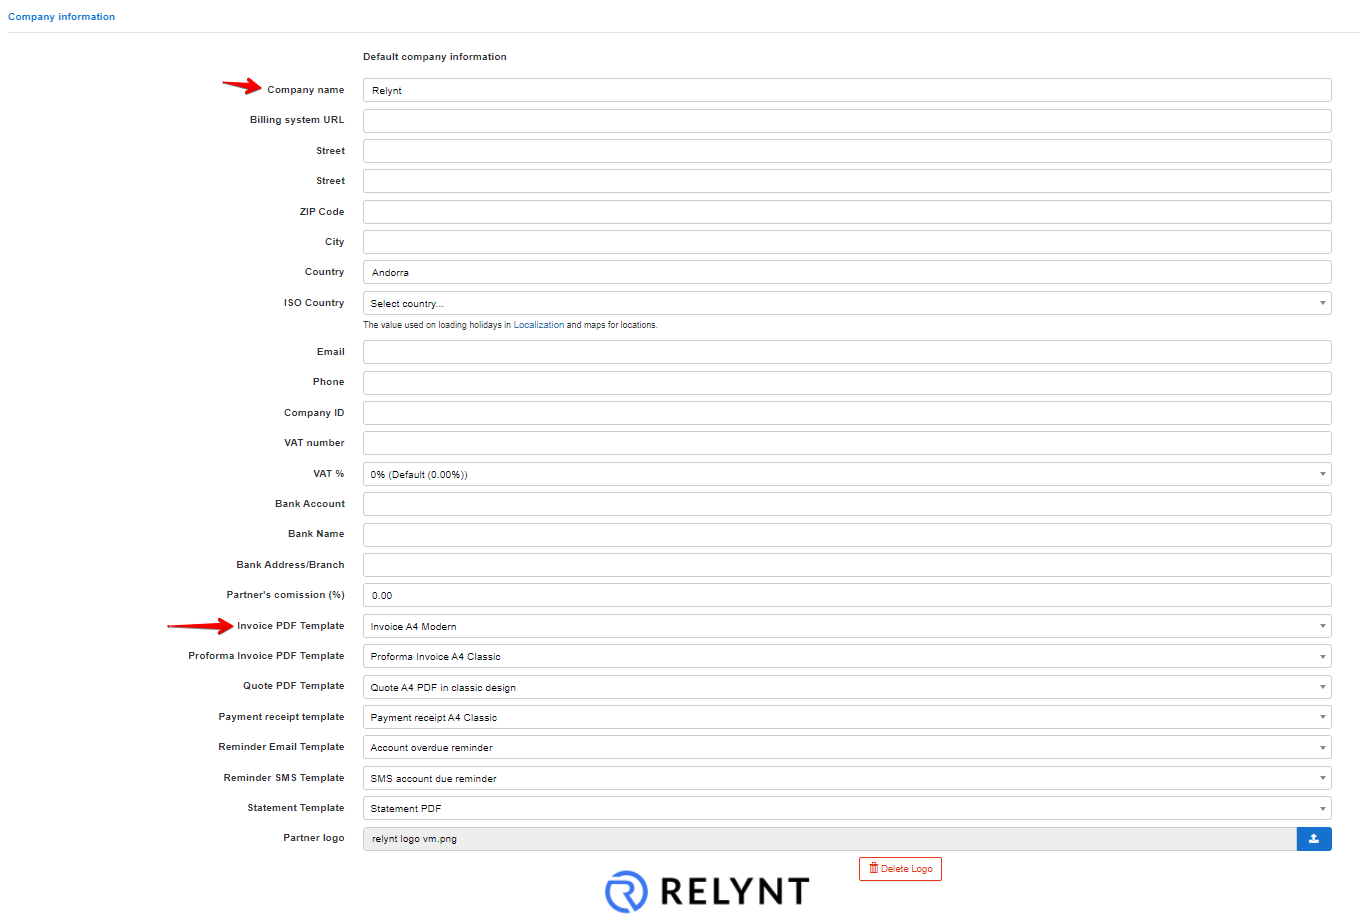 Company information
Default company information
Company name Relynt
Billing system URL
Street
Street
ZIP Code
City
Country Andorra
ISO Country Select country...
The value used on loading holidays in Localization and maps for locations.
Email
Phone
Company ID
VAT number
VAT % 0% (Default (0.00%))
Bank Account
Bank Name
Bank Address/Branch
Partner's comission (%) 0.00
Invoice PDF Template Invoice A4 Modern
Proforma Invoice PDF Template Proforma Invoice A4 Classic
Quote PDF Template Quote A4 PDF in classic design
Payment receipt template Payment receipt A4 Classic
Reminder Email Template Account overdue reminder
Reminder SMS Template SMS account due reminder
Statement Template Statement PDF
Partner logo relynt logo vm.png
Delete Logo
RELYNT